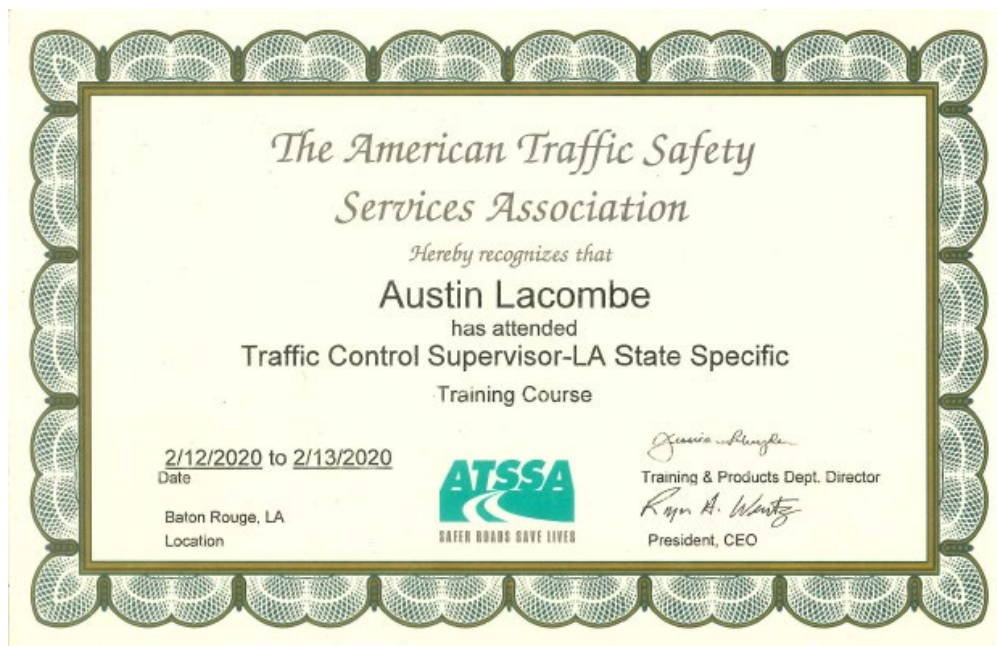 The American Traffic Safety
Services Association
Hereby recognizes that
Austin Lacombe
has attended
Traffic Control Supervisor-LA State Specific
Training Course
2/12/2020 to 2/13/2020
Date
Baton Rouge, LA
Location
ATSSA
SAFER ROADS SAVE LIVES
Training & Products Dept. Director
President, CEO